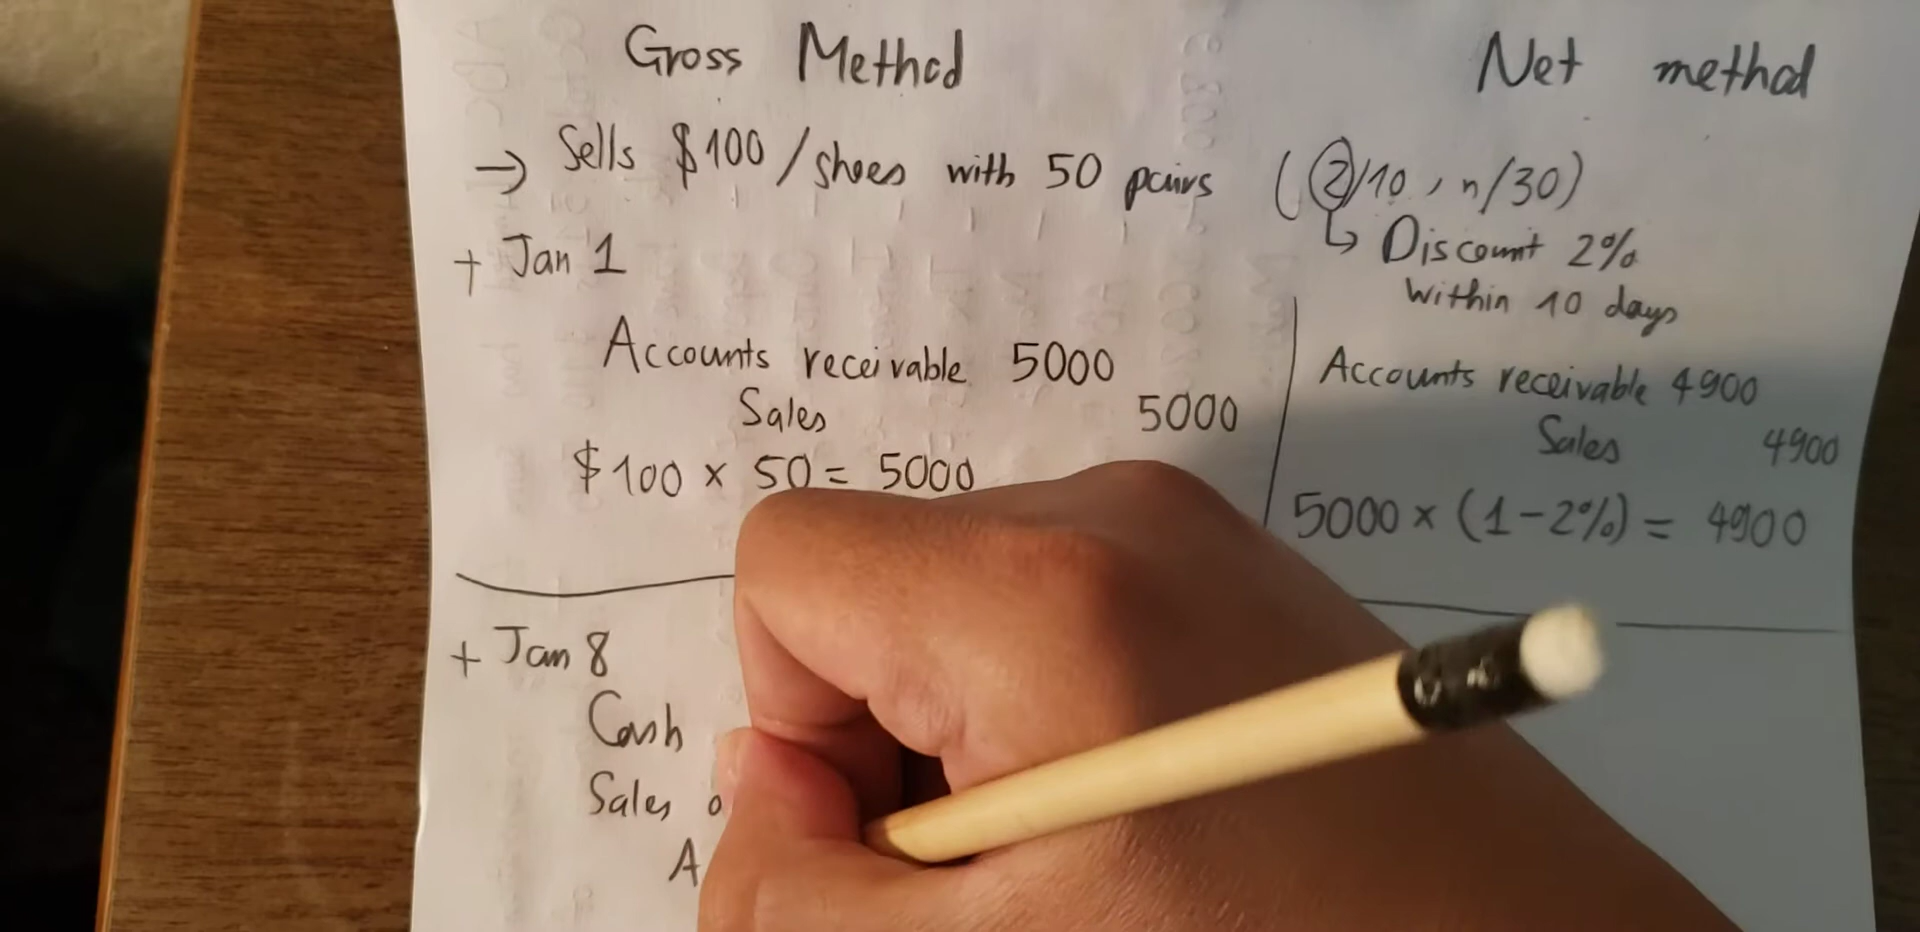 Gross Method
Net method
→ Sells $100/shoes with 50 pairs (2/10, n/30)
↳ Discount 2%
within 10 days
+ Jan 1
Accounts receivable 5000
Sales 5000
$100 × 50 = 5000
Accounts receivable 4900
Sales 4900
5000 × (1-2%) = 4900
+ Jan 8
Cash
Sales
A